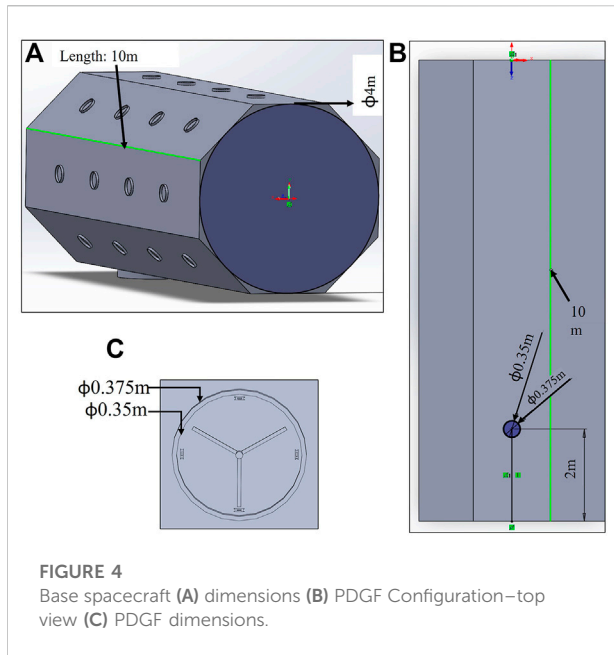 A
Length: 10m
ϕ4m
B
10
m
ϕ0.35m
ϕ0.375m
2m
C
ϕ0.375m
ϕ0.35m
FIGURE 4
Base spacecraft (A) dimensions (B) PDGF Configuration–top
view (C) PDGF dimensions.